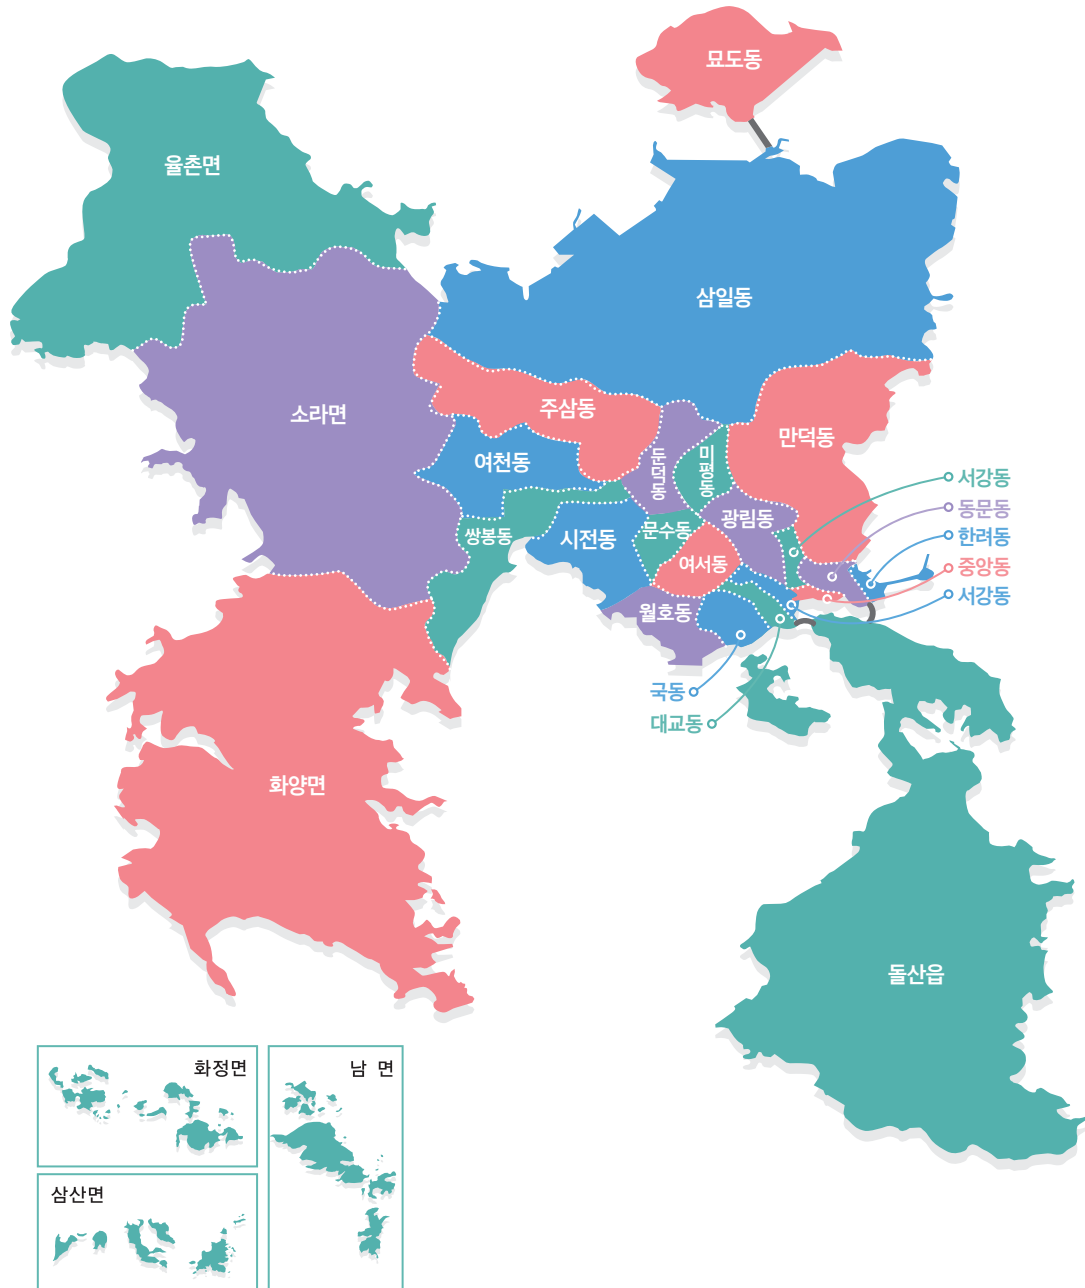 묘도동
율촌면
삼일동
소라면
주삼동
만덕동
여천동
둔덕동
미평동
서강동
동문동
광림동
쌍봉동
시전동
문수동
한려동
여서동
중앙동
서강동
월호동
국동
대교동
화양면
돌산읍
화정면
남 면
삼산면